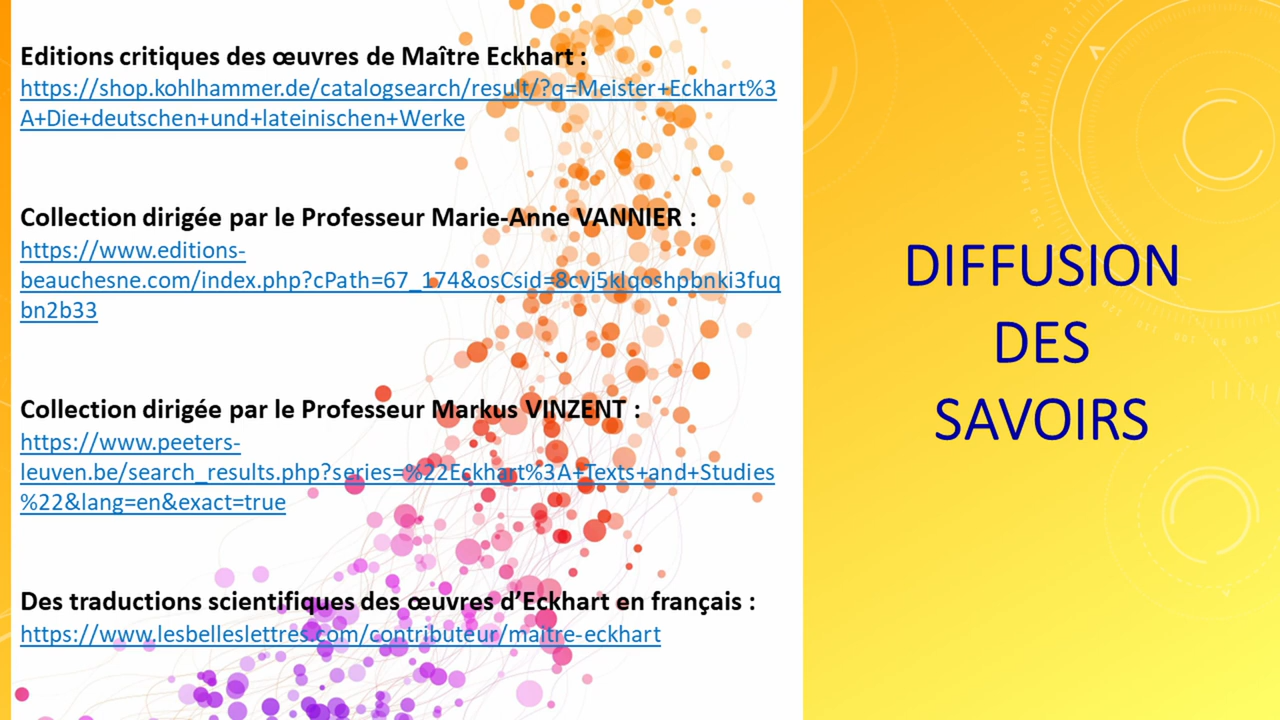 Editions critiques des œuvres de Maître Eckhart :
https://shop.kohlhammer.de/catalogsearch/result/?q=Meister+Eckhart%3
A+Die+deutschen+und+lateinischen+Werke
Collection dirigée par le Professeur Marie-Anne VANNIER :
https://www.editions-
beauchesne.com/index.php?cPath=67_174&osCsid=8cvj5klqoshpbnki3fuq
bn2b33
Collection dirigée par le Professeur Markus VINZENT :
https://www.peeters-
leuven.be/search_results.php?series=%22Eckhart%3A+Texts+and+Studies
%22&lang=en&exact=true
Des traductions scientifiques des œuvres d’Eckhart en français :
https://www.lesbelleslettres.com/contributeur/maitre-eckhart
DIFFUSION
DES
SAVOIRS